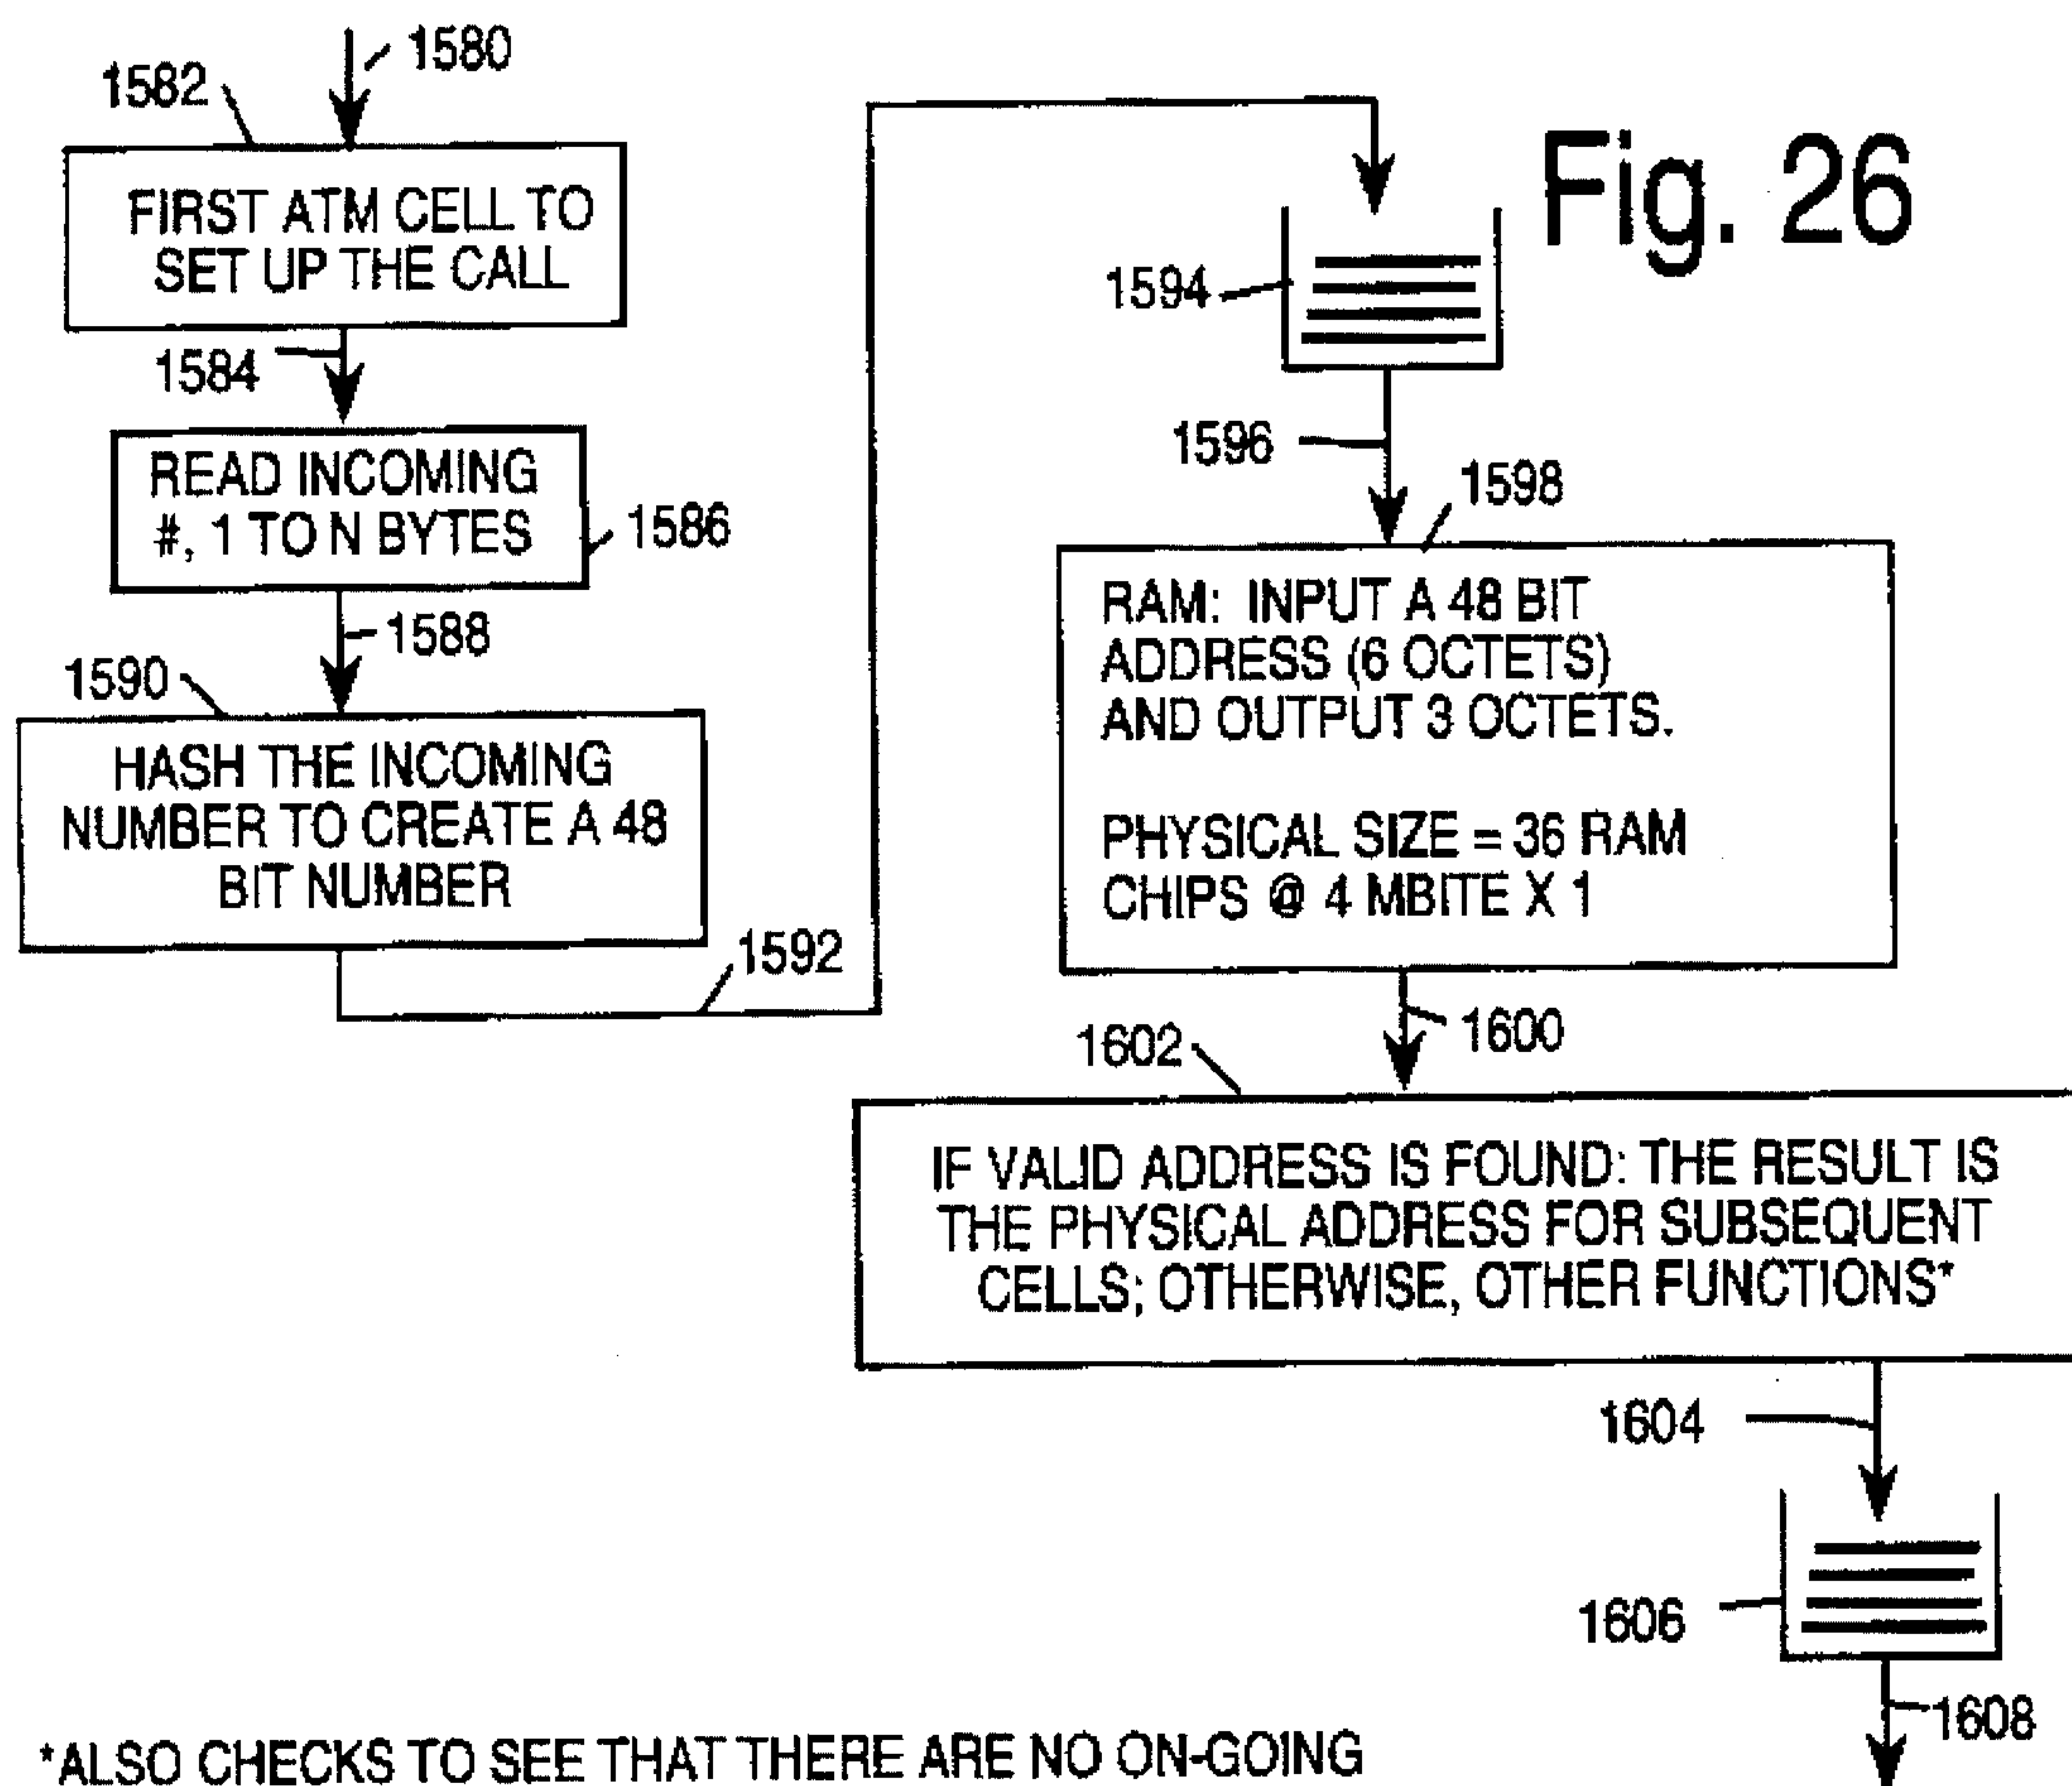 1580
1582
FIRST ATM CELL TO
SET UP THE CALL
1584
READ INCOMING
#, 1 TO N BYTES
1586
1588
1590
HASH THE INCOMING
NUMBER TO CREATE A 48
BIT NUMBER
1592
Fig. 26
1594
1596
1598
RAM: INPUT A 48 BIT
ADDRESS (6 OCTETS)
AND OUTPUT 3 OCTETS.
PHYSICAL SIZE = 36 RAM
CHIPS @ 4 MBITE X 1
1600
1602
IF VALID ADDRESS IS FOUND: THE RESULT IS
THE PHYSICAL ADDRESS FOR SUBSEQUENT
CELLS; OTHERWISE, OTHER FUNCTIONS*
1604
1606
1608
*ALSO CHECKS TO SEE THAT THERE ARE NO ON-GOING